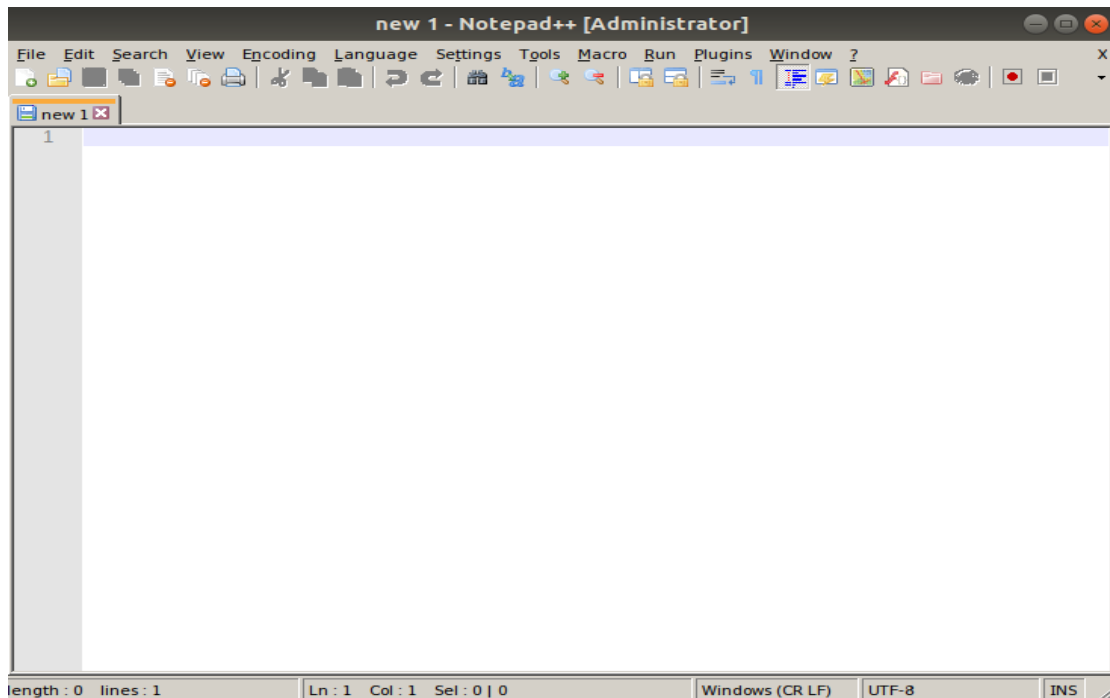 new 1 - Notepad++ [Administrator]
File Edit Search View Encoding Language Settings Tools Macro Run Plugins Window ? X
new 1
1
length : 0 lines : 1 Ln : 1 Col : 1 Sel : 0 | 0 Windows (CR LF) UTF-8 INS